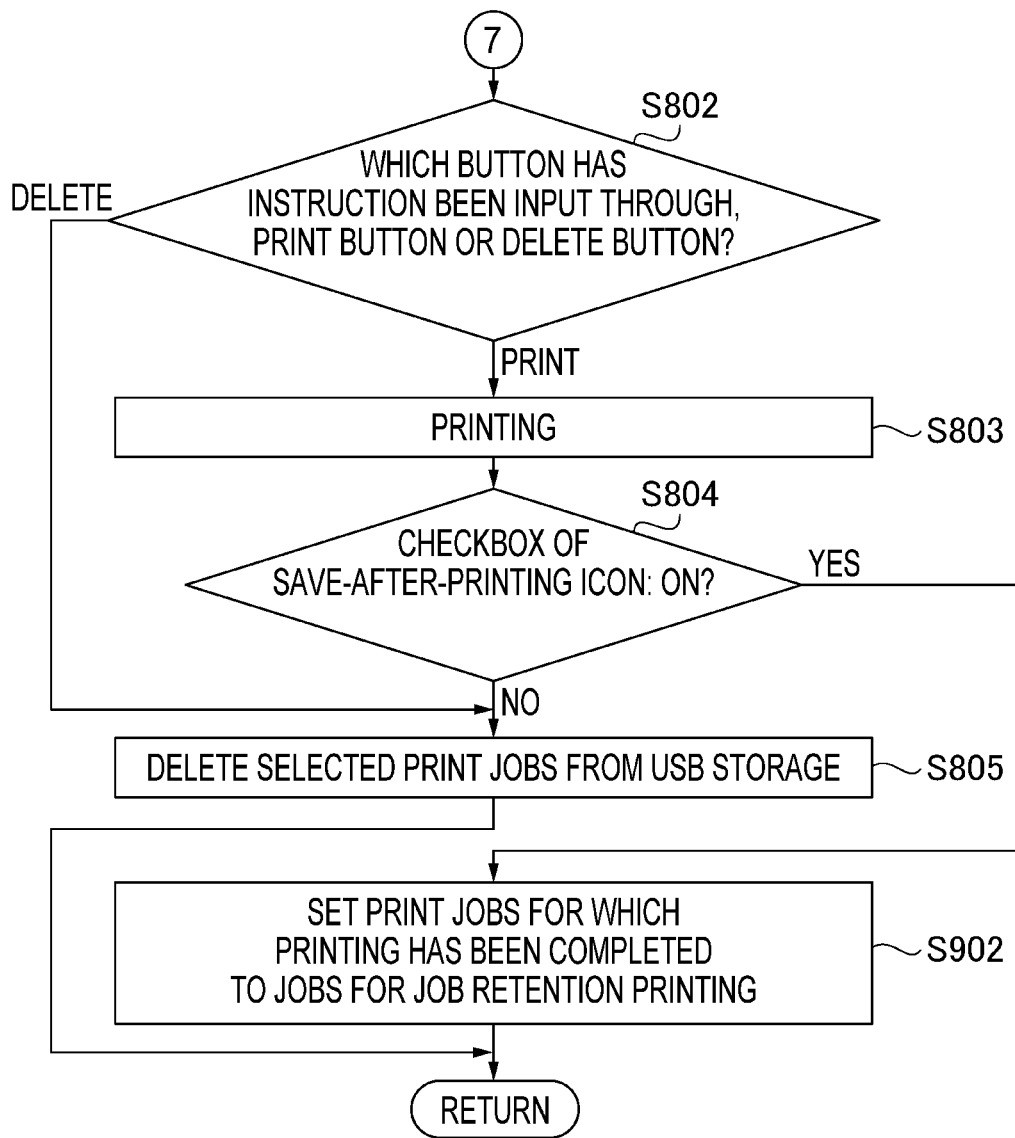 7
S802
WHICH BUTTON HAS
INSTRUCTION BEEN INPUT THROUGH,
PRINT BUTTON OR DELETE BUTTON?
DELETE
PRINT
PRINTING
S803
S804
CHECKBOX OF
SAVE-AFTER-PRINTING ICON: ON?
YES
NO
DELETE SELECTED PRINT JOBS FROM USB STORAGE
S805
SET PRINT JOBS FOR WHICH
PRINTING HAS BEEN COMPLETED
TO JOBS FOR JOB RETENTION PRINTING
S902
RETURN